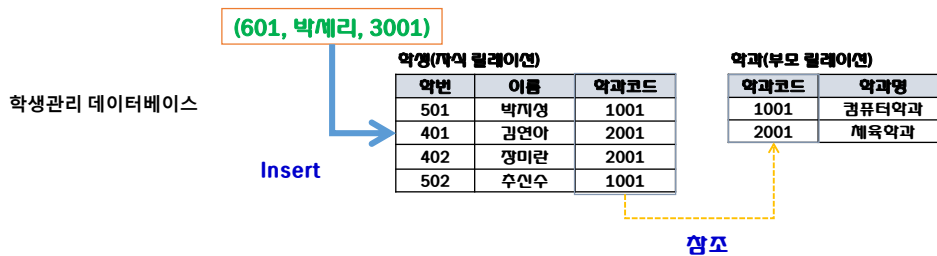 (601, 박세리, 3001)
학생(자식 릴레이션)
학번 이름 학과코드
501 박지성 1001
401 김연아 2001
402 장미란 2001
502 추신수 1001
학과(부모 릴레이션)
학과코드 학과명
1001 컴퓨터학과
2001 체육학과
학생관리 데이터베이스
Insert
참조